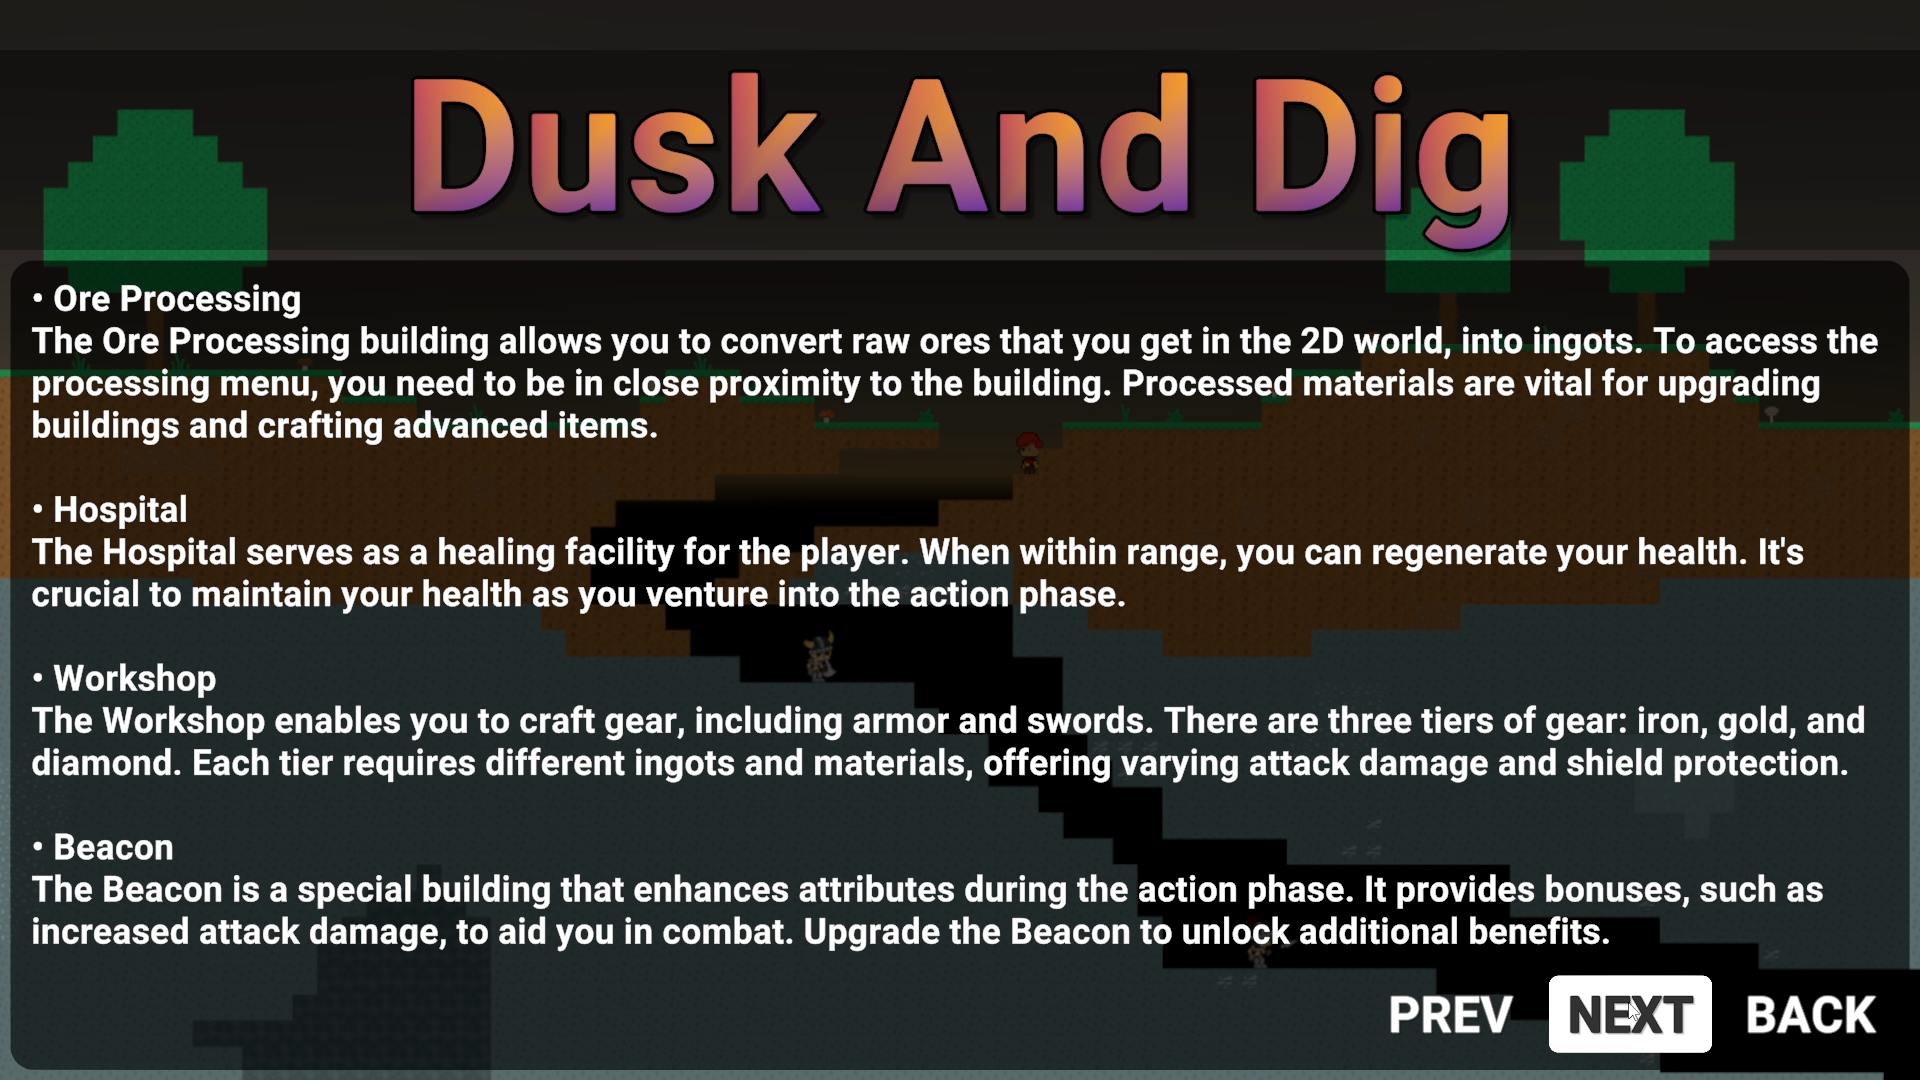 Dusk And Dig
• Ore Processing
The Ore Processing building allows you to convert raw ores that you get in the 2D world, into ingots. To access the
processing menu, you need to be in close proximity to the building. Processed materials are vital for upgrading
buildings and crafting advanced items.
• Hospital
The Hospital serves as a healing facility for the player. When within range, you can regenerate your health. It's
crucial to maintain your health as you venture into the action phase.
• Workshop
The Workshop enables you to craft gear, including armor and swords. There are three tiers of gear: iron, gold, and
diamond. Each tier requires different ingots and materials, offering varying attack damage and shield protection.
• Beacon
The Beacon is a special building that enhances attributes during the action phase. It provides bonuses, such as
increased attack damage, to aid you in combat. Upgrade the Beacon to unlock additional benefits.
PREV NEXT BACK